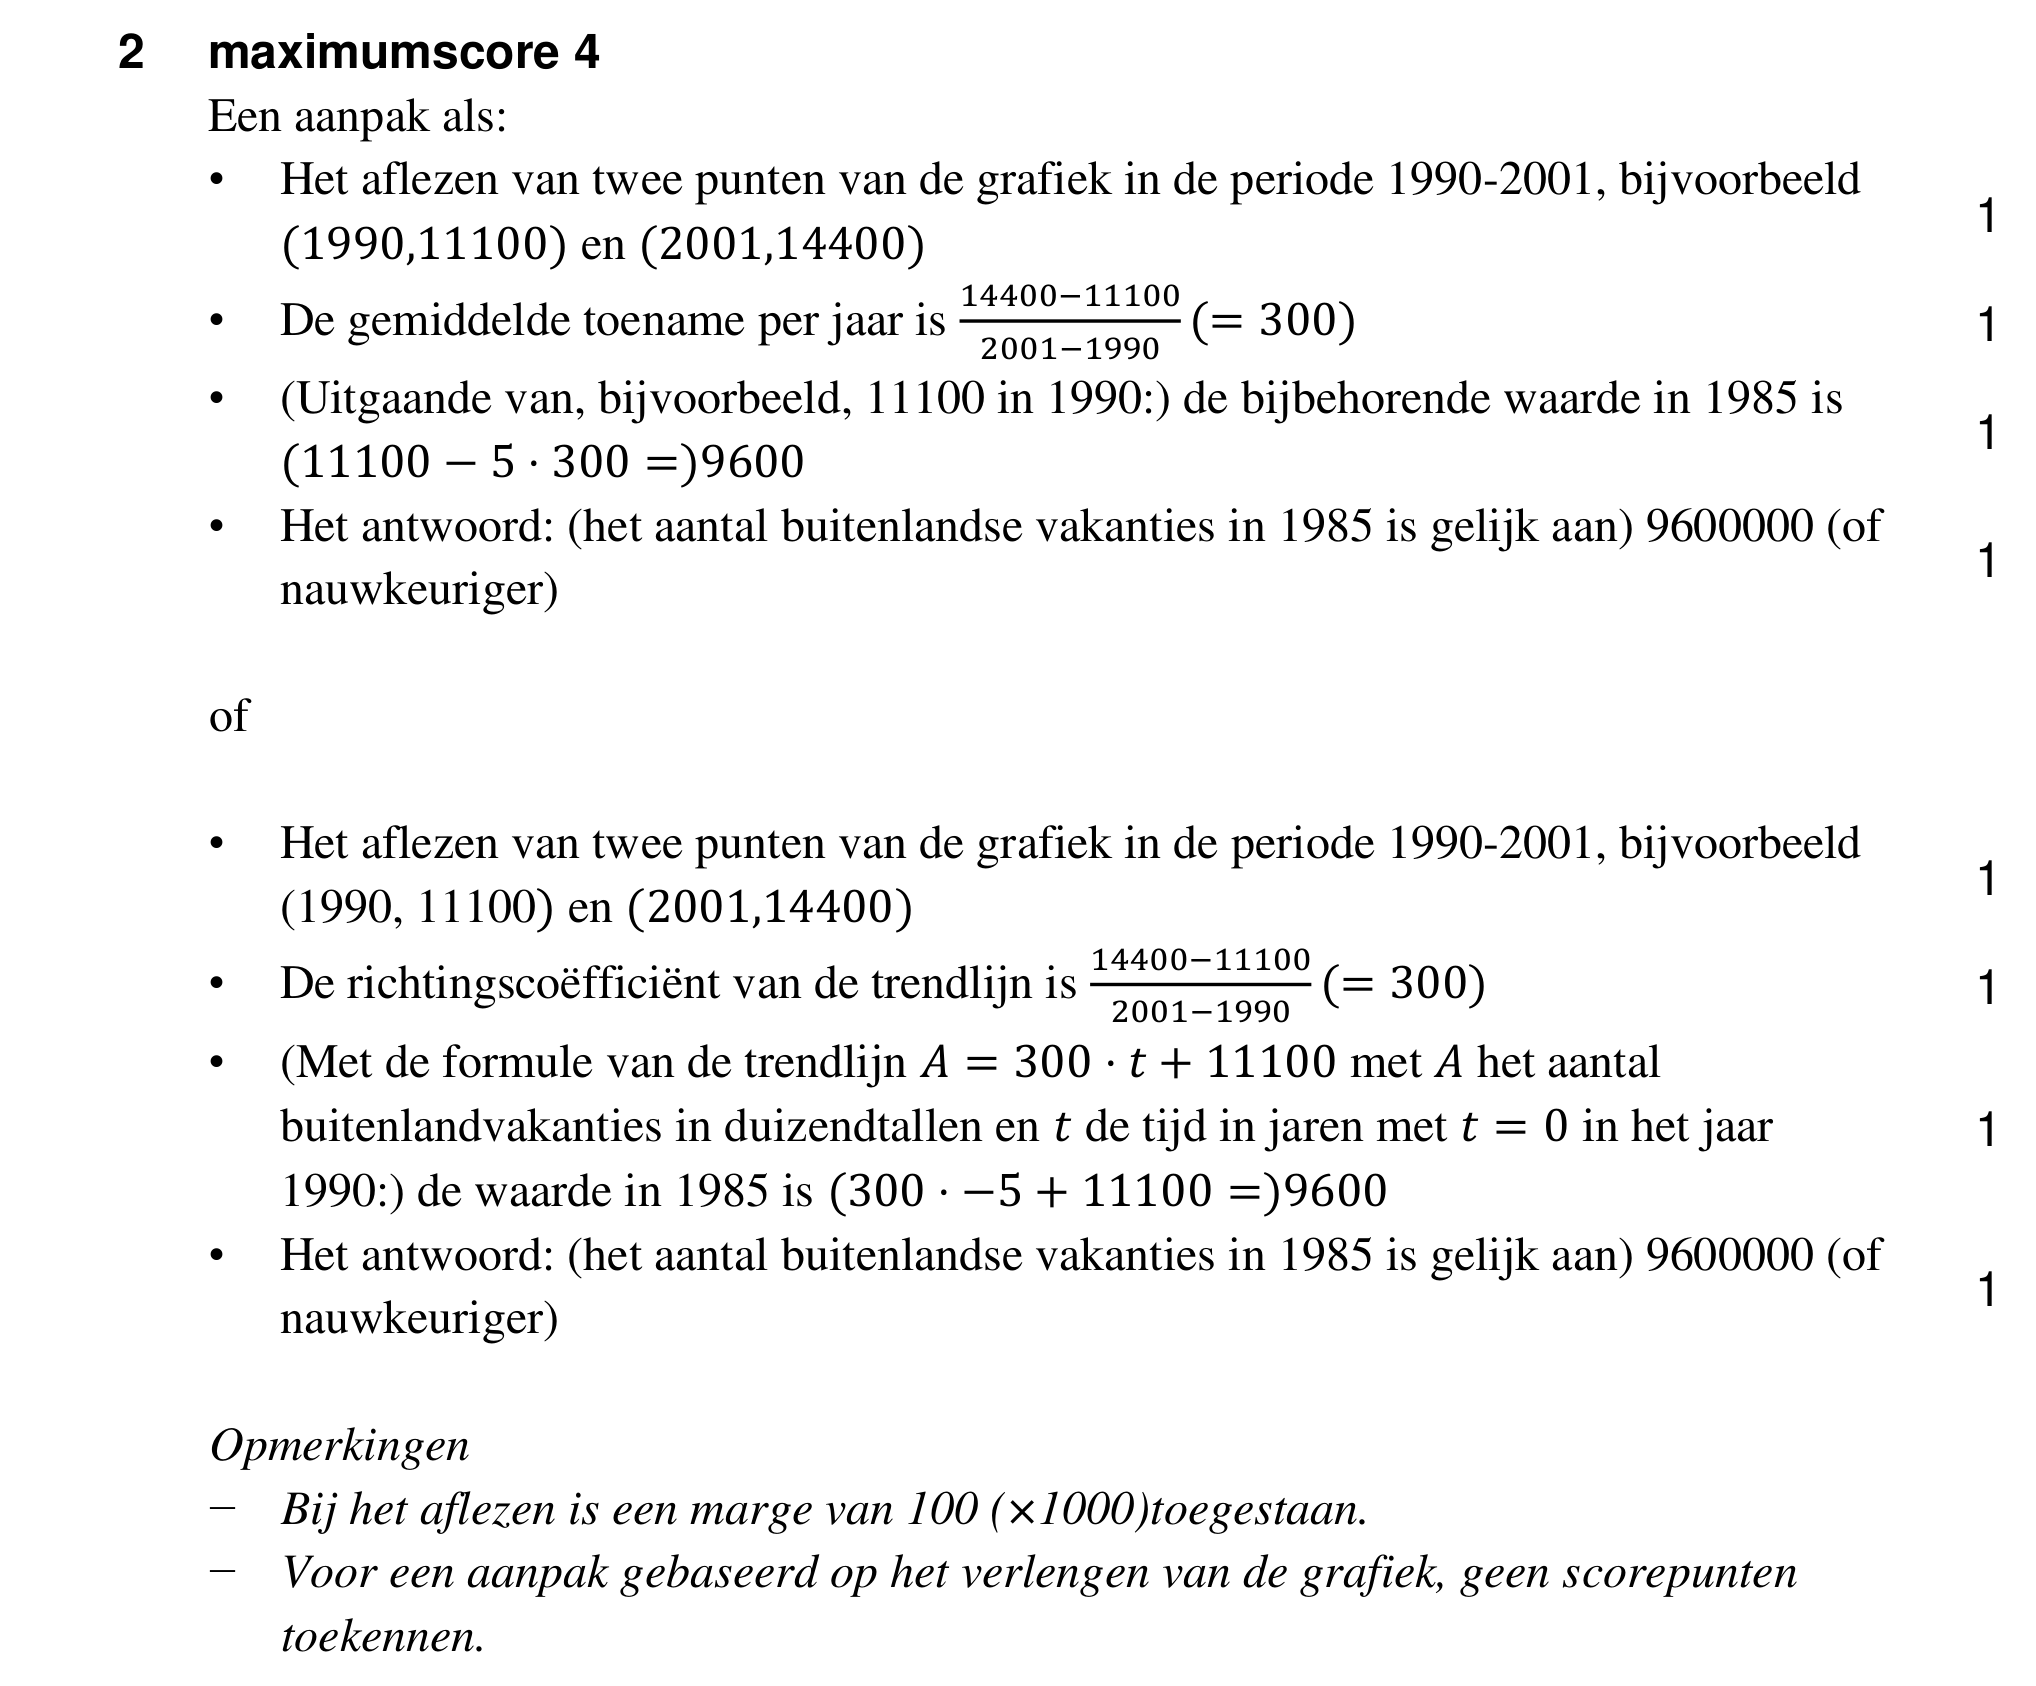 2 maximumscore 4
Een aanpak als:
• Het aflezen van twee punten van de grafiek in de periode 1990-2001, bijvoorbeeld
(1990,11100) en (2001,14400) 1
• De gemiddelde toename per jaar is \frac{14400−11100}{2001−1990} (= 300) 1
• (Uitgaande van, bijvoorbeeld, 11100 in 1990:) de bijbehorende waarde in 1985 is
(11100 − 5 · 300 =)9600 1
• Het antwoord: (het aantal buitenlandse vakanties in 1985 is gelijk aan) 9600000 (of
nauwkeuriger) 1
of
• Het aflezen van twee punten van de grafiek in de periode 1990-2001, bijvoorbeeld
(1990, 11100) en (2001,14400) 1
• De richtingscoëfficiënt van de trendlijn is \frac{14400−11100}{2001−1990} (= 300) 1
• (Met de formule van de trendlijn A = 300 · t + 11100 met A het aantal
buitenlandvakanties in duizendtallen en t de tijd in jaren met t = 0 in het jaar 1
1990:) de waarde in 1985 is (300 · −5 + 11100 =)9600
• Het antwoord: (het aantal buitenlandse vakanties in 1985 is gelijk aan) 9600000 (of
nauwkeuriger) 1
Opmerkingen
− Bij het aflezen is een marge van 100 (×1000)toegestaan.
− Voor een aanpak gebaseerd op het verlengen van de grafiek, geen scorepunten
toekennen.